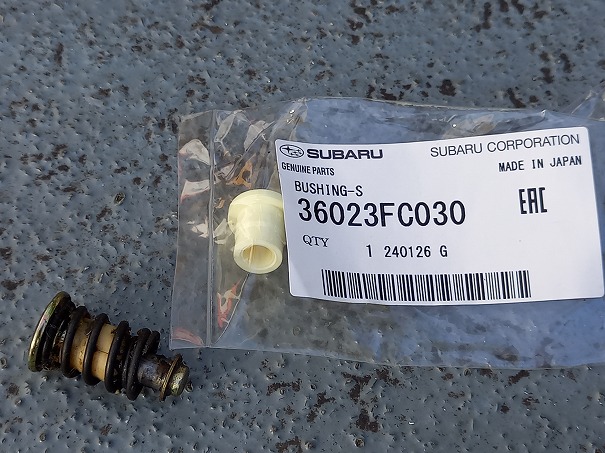 SUBARU SUBARU CORPORATION
GENUINE PARTS MADE IN JAPAN
BUSHING-S
36023FC030 EAC
QTY
1 240126 G